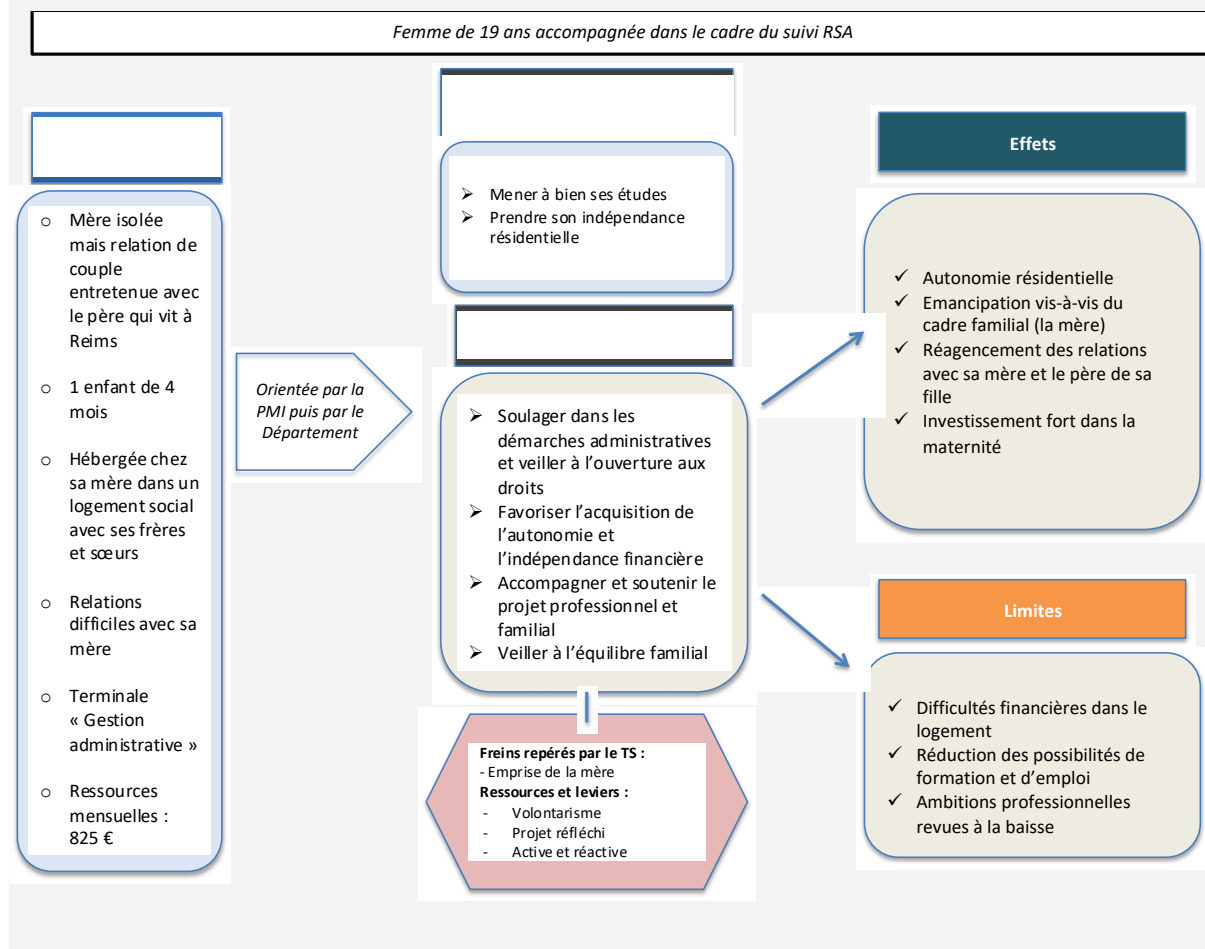 Femme de 19 ans accompagnée dans le cadre du suivi RSA
o Mère isolée
mais relation de
couple
entretenue avec
le père qui vit à
Reims
o 1 enfant de 4
mois
o Hébergée chez
sa mère dans un
logement social
avec ses frères
et sœurs
o Relations
difficiles avec sa
mère
o Terminale
« Gestion
administrative »
o Ressources
mensuelles :
825 €
Orientée par la
PMI puis par le
Département
➢ Mener à bien ses études
➢ Prendre son indépendance
résidentielle
➢ Soulager dans les
démarches administratives
et veiller à l’ouverture aux
droits
➢ Favoriser l’acquisition de
l’autonomie et
l’indépendance financière
➢ Accompagner et soutenir le
projet professionnel et
familial
➢ Veiller à l’équilibre familial
Freins repérés par le TS :
- Emprise de la mère
Ressources et leviers :
- Volontarisme
- Projet réfléchi
- Active et réactive
Effets
✓ Autonomie résidentielle
✓ Emancipation vis-à-vis du
cadre familial (la mère)
✓ Réagencement des relations
avec sa mère et le père de sa
fille
✓ Investissement fort dans la
maternité
Limites
✓ Difficultés financières dans le
logement
✓ Réduction des possibilités de
formation et d’emploi
✓ Ambitions professionnelles
revues à la baisse